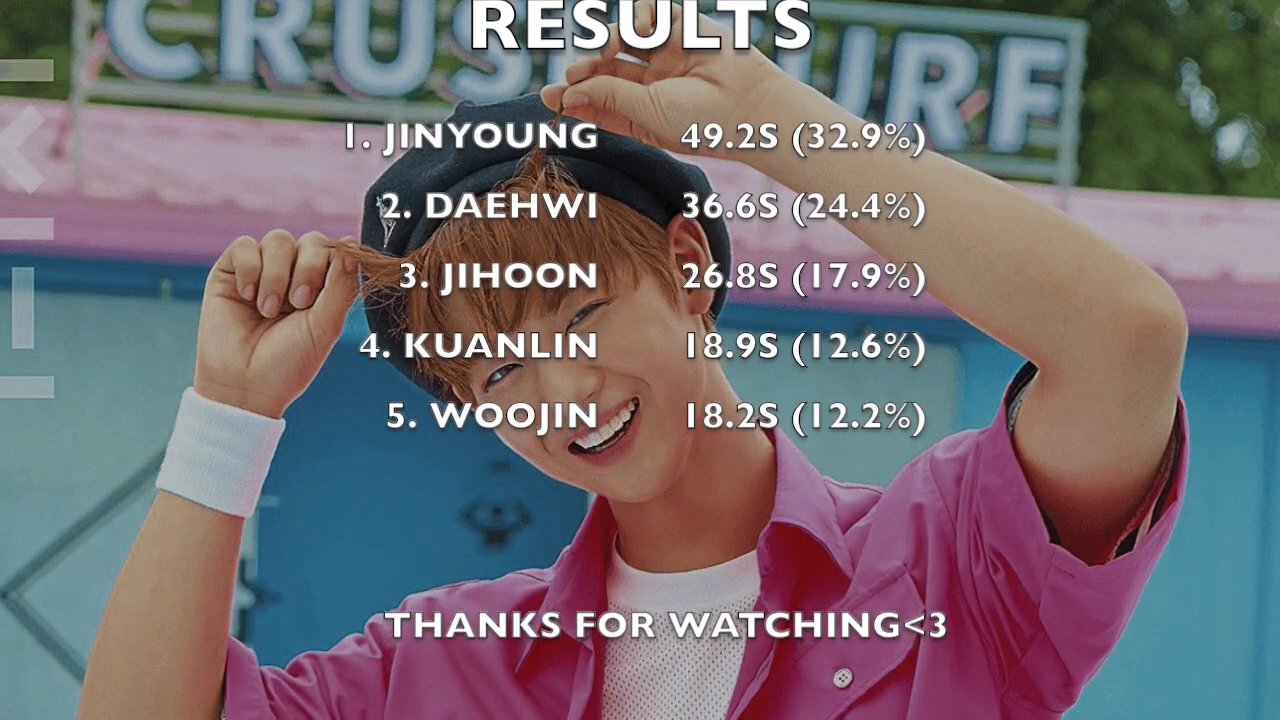 RESULTS
1. JINYOUNG 49.2S (32.9%)
2. DAEHWI 36.6S (24.4%)
3. JIHOON 26.8S (17.9%)
4. KUANLIN 18.9S (12.6%)
5. WOOJIN 18.2S (12.2%)
THANKS FOR WATCHING<3